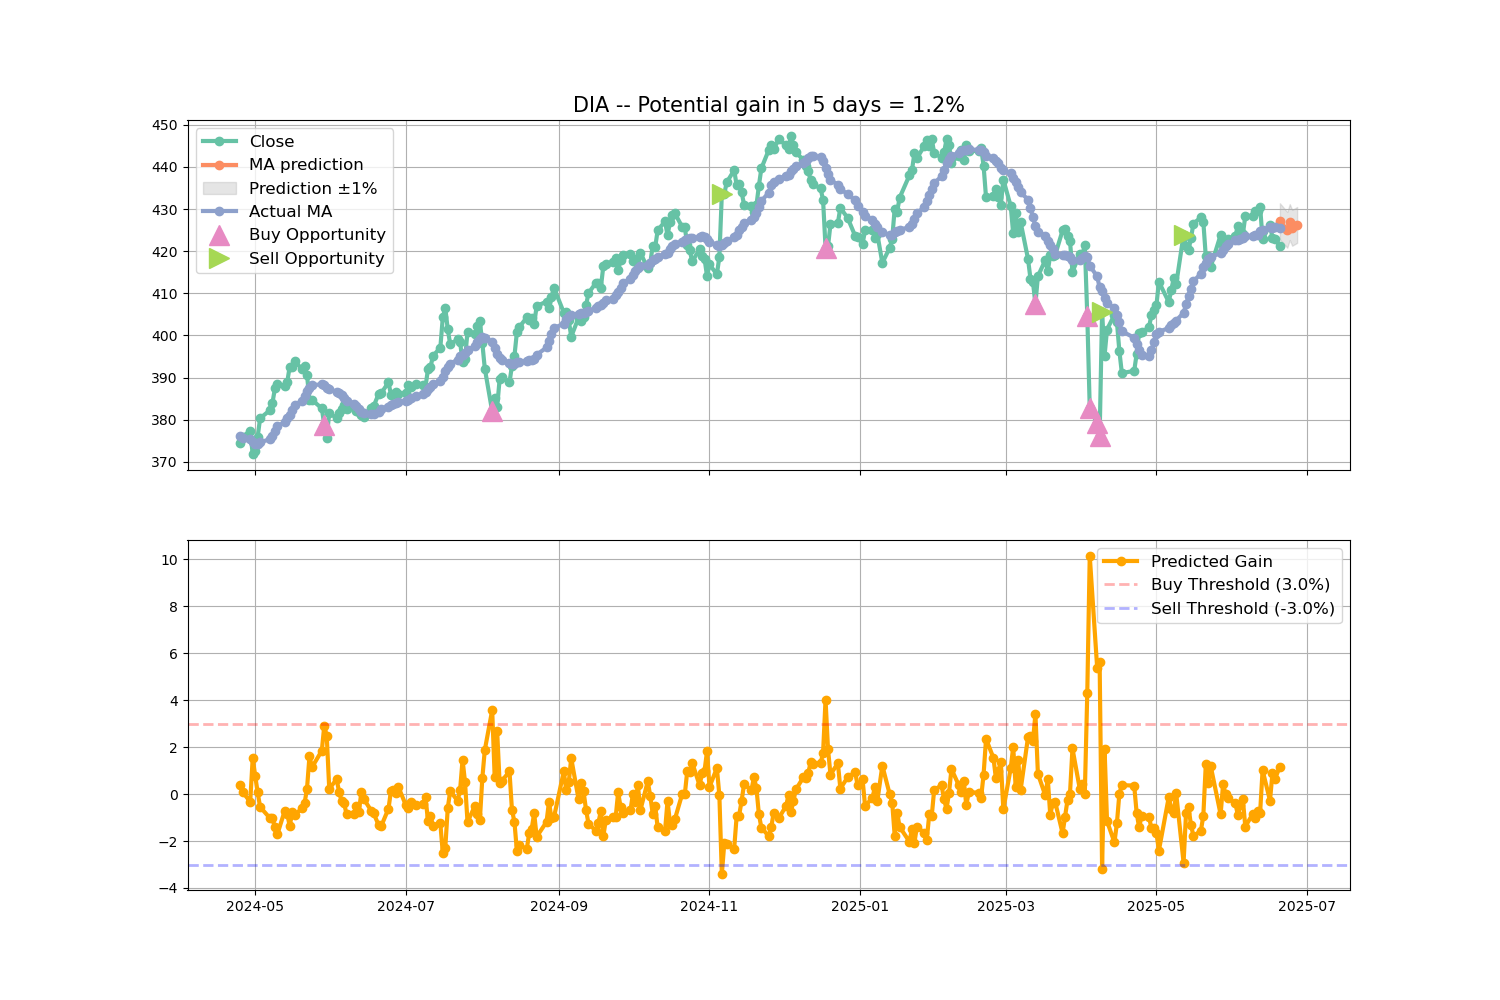 DIA -- Potential gain in 5 days = 1.2%
450
440
430
420
410
400
390
380
370
Close
MA prediction
Prediction ±1%
Actual MA
Buy Opportunity
Sell Opportunity
10
8
6
4
2
0
−2
−4
Predicted Gain
Buy Threshold (3.0%)
Sell Threshold (-3.0%)
2024-05
2024-07
2024-09
2024-11
2025-01
2025-03
2025-05
2025-07